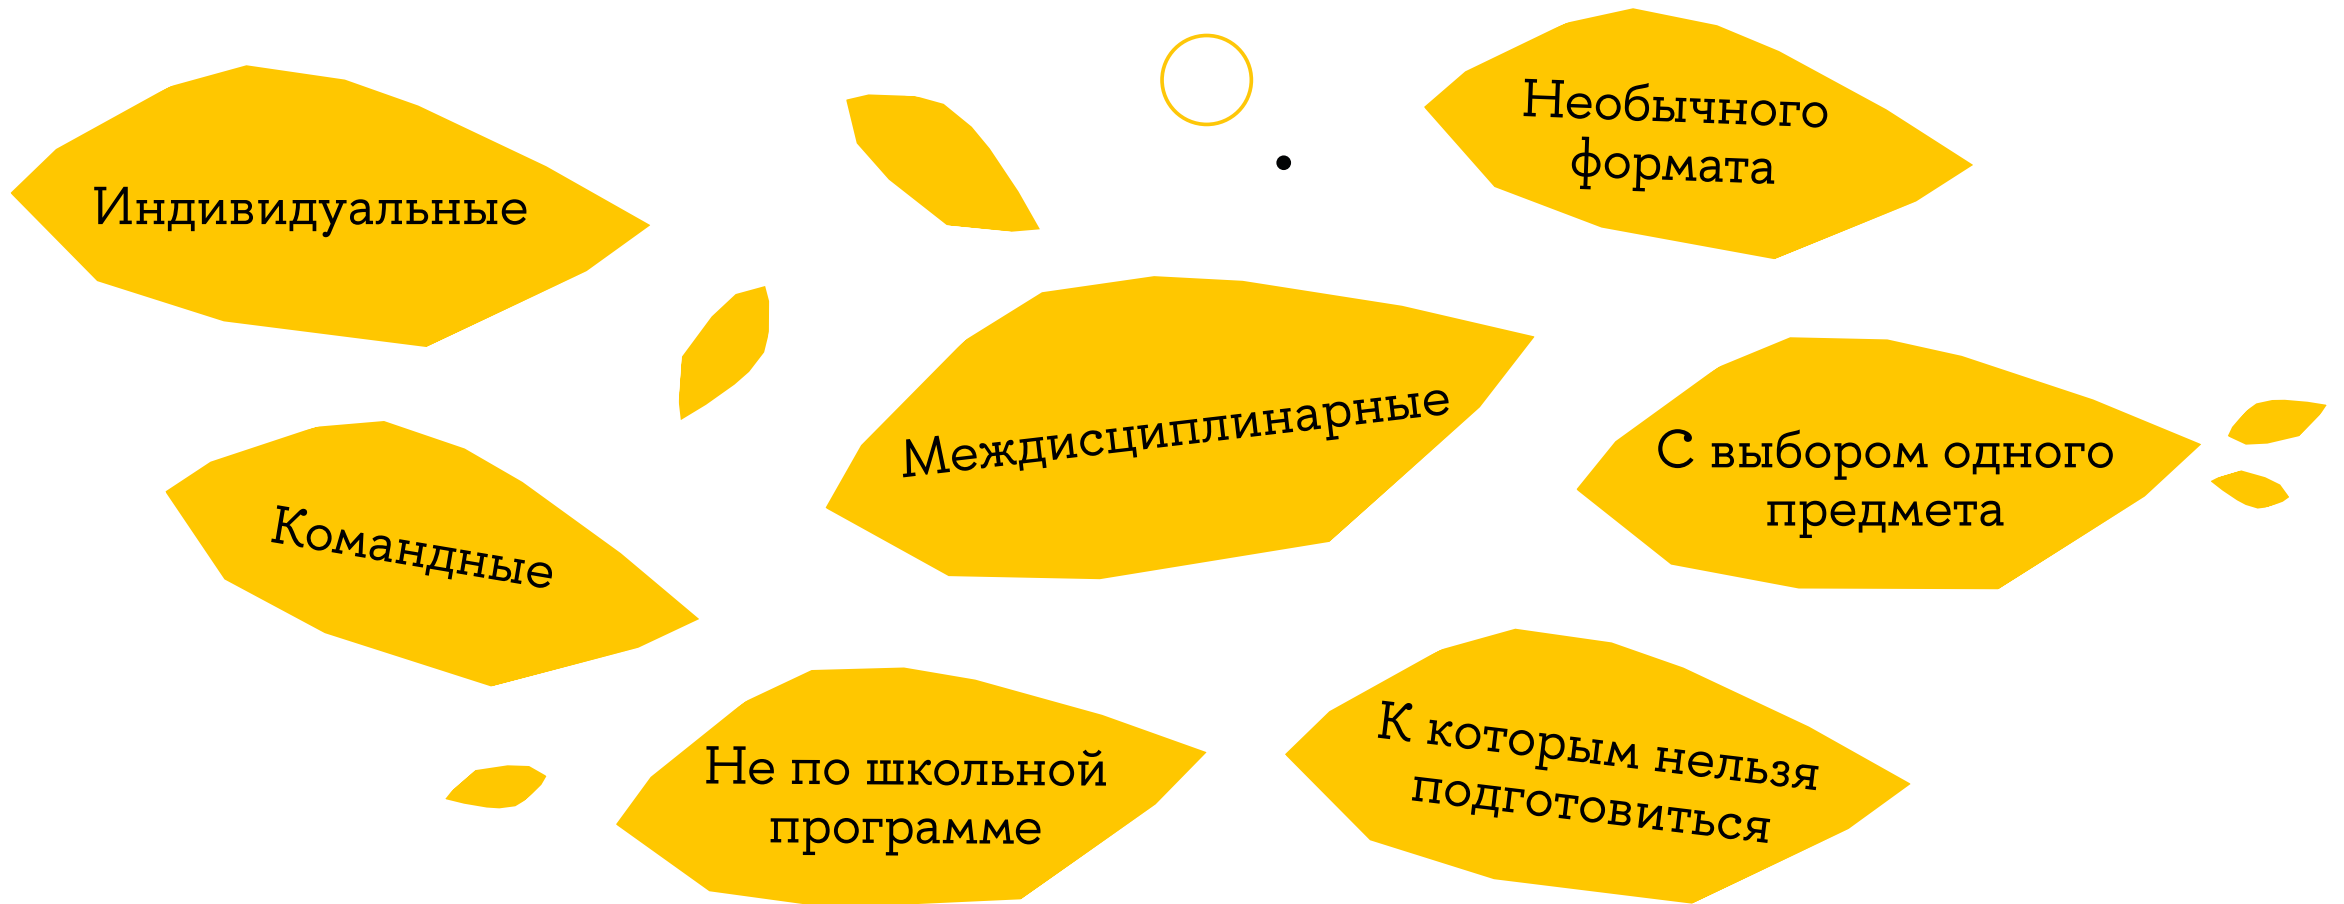 Индивидуальные
Необычного
формата
Междисциплинарные
С выбором одного
предмета
Командные
Не по школьной
программе
К которым нельзя
подготовиться